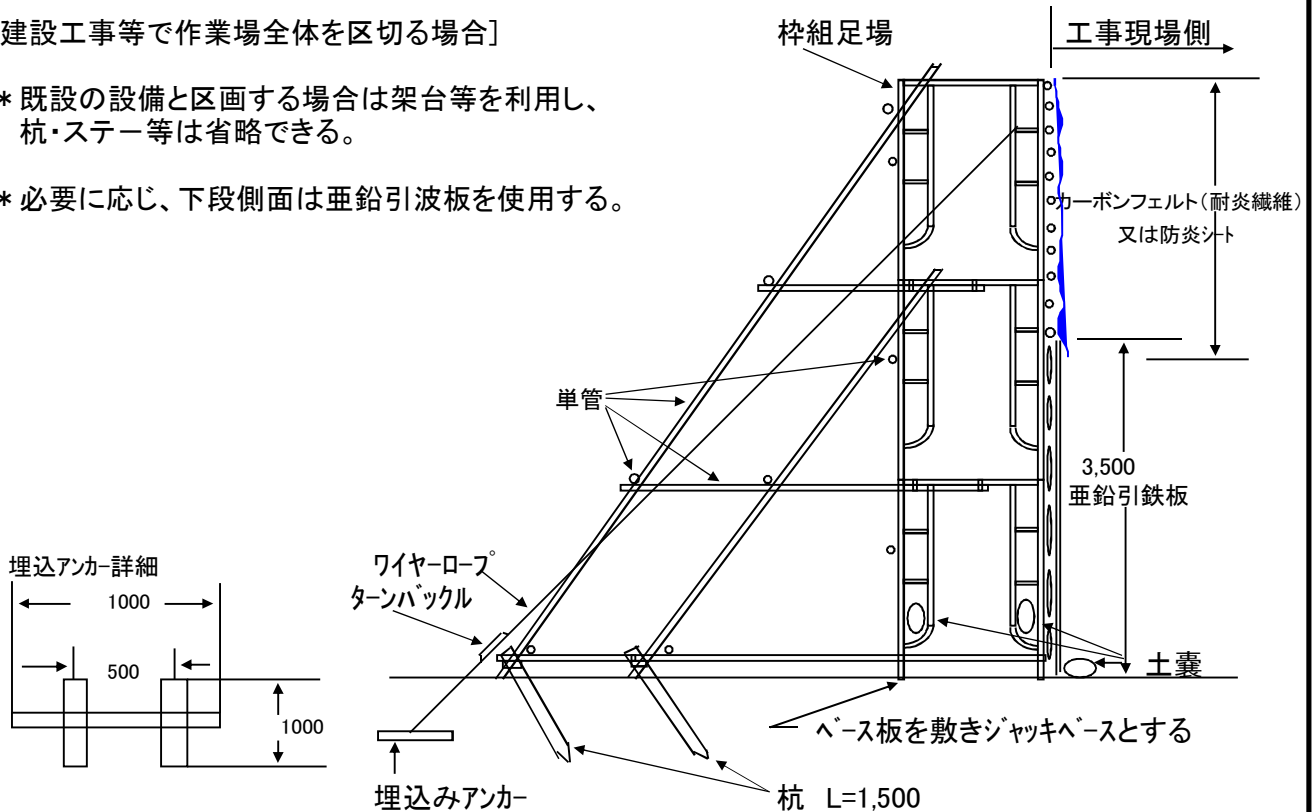 建設工事等で作業場全体を区切る場合]
枠組足場
工事現場側
* 既設の設備と区画する場合は架台等を利用し、
杭・ステー等は省略できる。
* 必要に応じ、下段側面は亜鉛引波板を使用する。
カーボンフェルト(耐炎繊維)
又は防炎シート
単管
3,500
亜鉛引鉄板
埋込アンカー詳細
1000
500
1000
ワイヤーロープ
ターンバックル
土嚢
ベース板を敷きジャッキベースとする
埋込みアンカー
杭 L=1,500